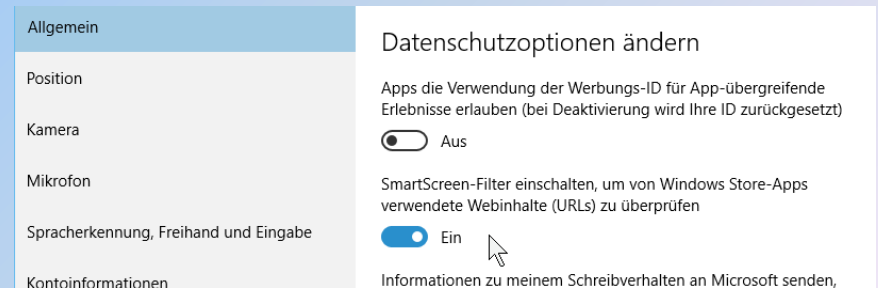 Allgemein
Position
Kamera
Mikrofon
Spracherkennung, Freihand und Eingabe
Kontoinformationen
Datenschutzoptionen ändern
Apps die Verwendung der Werbungs-ID für App-übergreifende
Erlebnisse erlauben (bei Deaktivierung wird Ihre ID zurückgesetzt)
Aus
SmartScreen-Filter einschalten, um von Windows Store-Apps
verwendete Webinhalte (URLs) zu überprüfen
Ein
Informationen zu meinem Schreibverhalten an Microsoft senden,